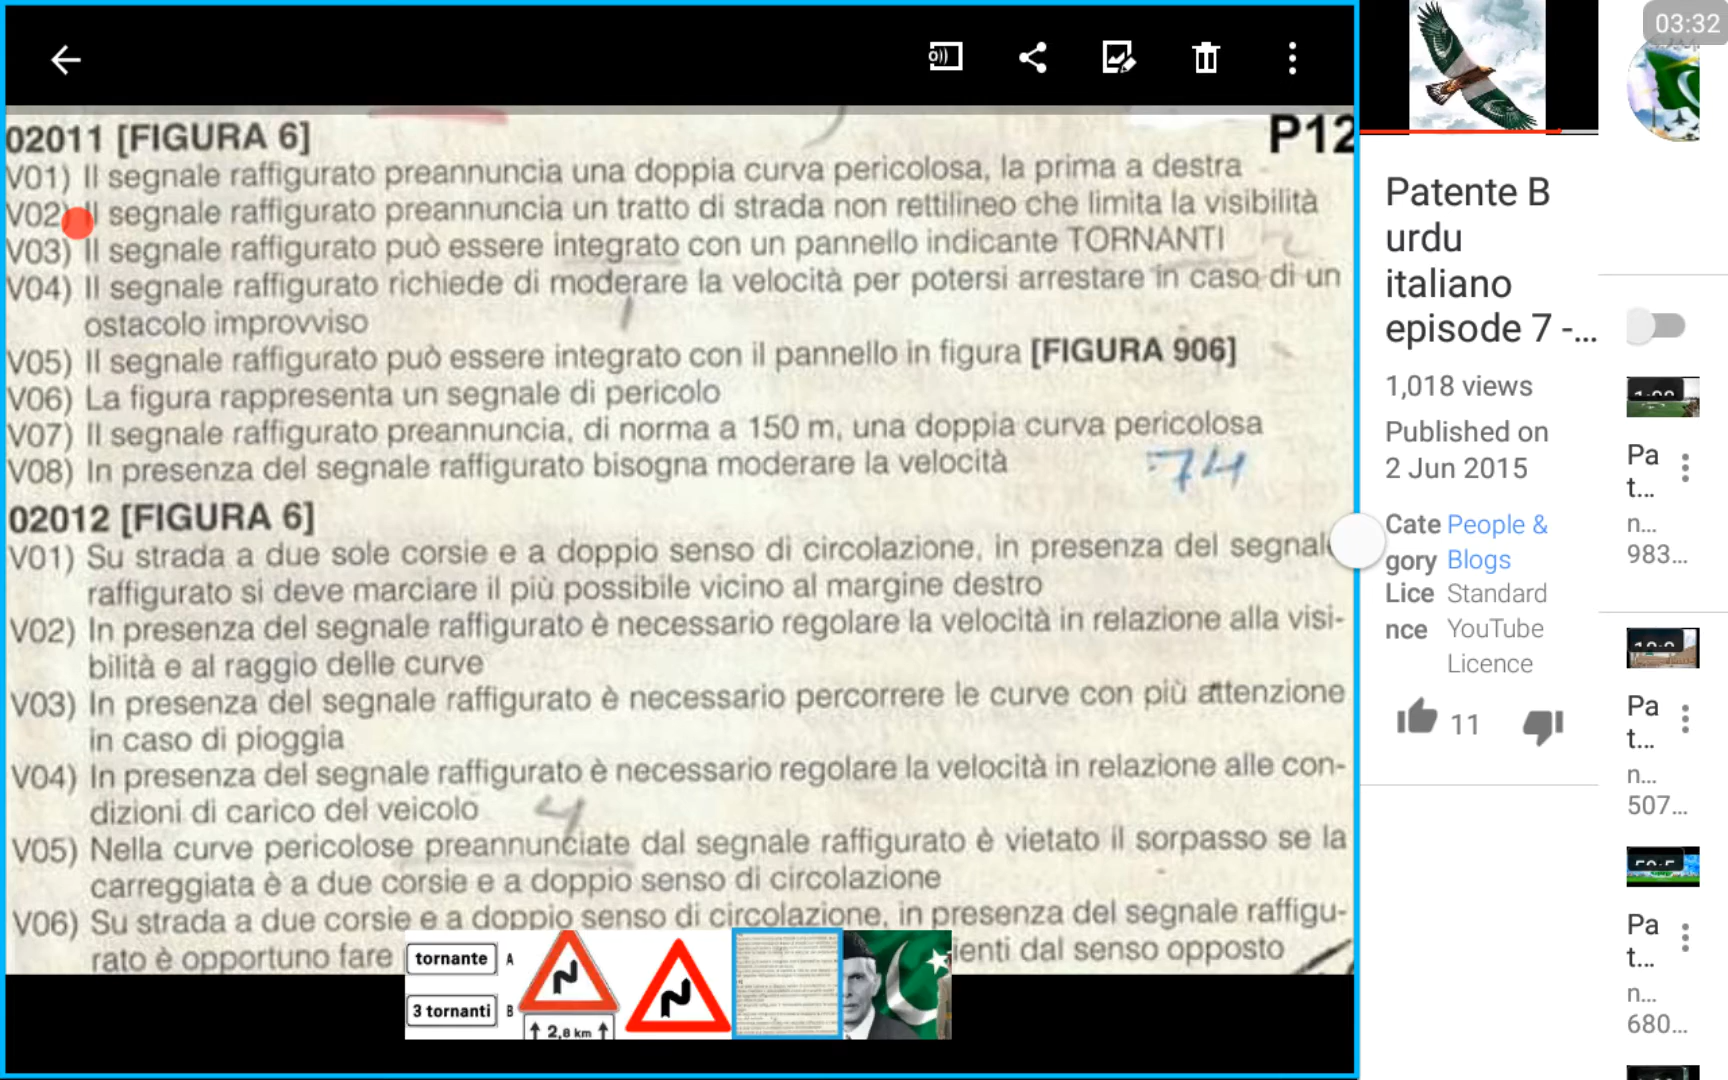 03:32
02011 [FIGURA 6]
P12
V01) Il segnale raffigurato preannuncia una doppia curva pericolosa, la prima a destra
V02) Il segnale raffigurato preannuncia un tratto di strada non rettilineo che limita la visibilità
V03) Il segnale raffigurato può essere integrato con un pannello indicante TORNANTI
V04) Il segnale raffigurato richiede di moderare la velocità per potersi arrestare in caso di un
ostacolo improvviso
V05) Il segnale raffigurato può essere integrato con il pannello in figura [FIGURA 906]
V06) La figura rappresenta un segnale di pericolo
V07) Il segnale raffigurato preannuncia, di norma a 150 m, una doppia curva pericolosa
V08) In presenza del segnale raffigurato bisogna moderare la velocità
74
02012 [FIGURA 6]
V01) Su strada a due sole corsie e a doppio senso di circolazione, in presenza del segnale
raffigurato si deve marciare il più possibile vicino al margine destro
V02) In presenza del segnale raffigurato è necessario regolare la velocità in relazione alla visi-
bilità e al raggio delle curve
V03) In presenza del segnale raffigurato è necessario percorrere le curve con più attenzione
in caso di pioggia
V04) In presenza del segnale raffigurato è necessario regolare la velocità in relazione alle con-
dizioni di carico del veicolo
4
V05) Nella curve pericolose preannunciate dal segnale raffigurato è vietato il sorpasso se la
carreggiata è a due corsie e a doppio senso di circolazione
V06) Su strada a due corsie e a doppio senso di circolazione, in presenza del segnale raffigu-
rato è opportuno fare ienti dal senso opposto
tornante A
3 tornanti B
2,8 km
Patente B
urdu
italiano
episode 7 -...
1,018 views
Published on
2 Jun 2015
Cate People &
gory Blogs
Lice Standard
nce YouTube
Licence
11
Pa
t...
n...
983...
Pa
t...
n...
507...
Pa
t...
n...
680...